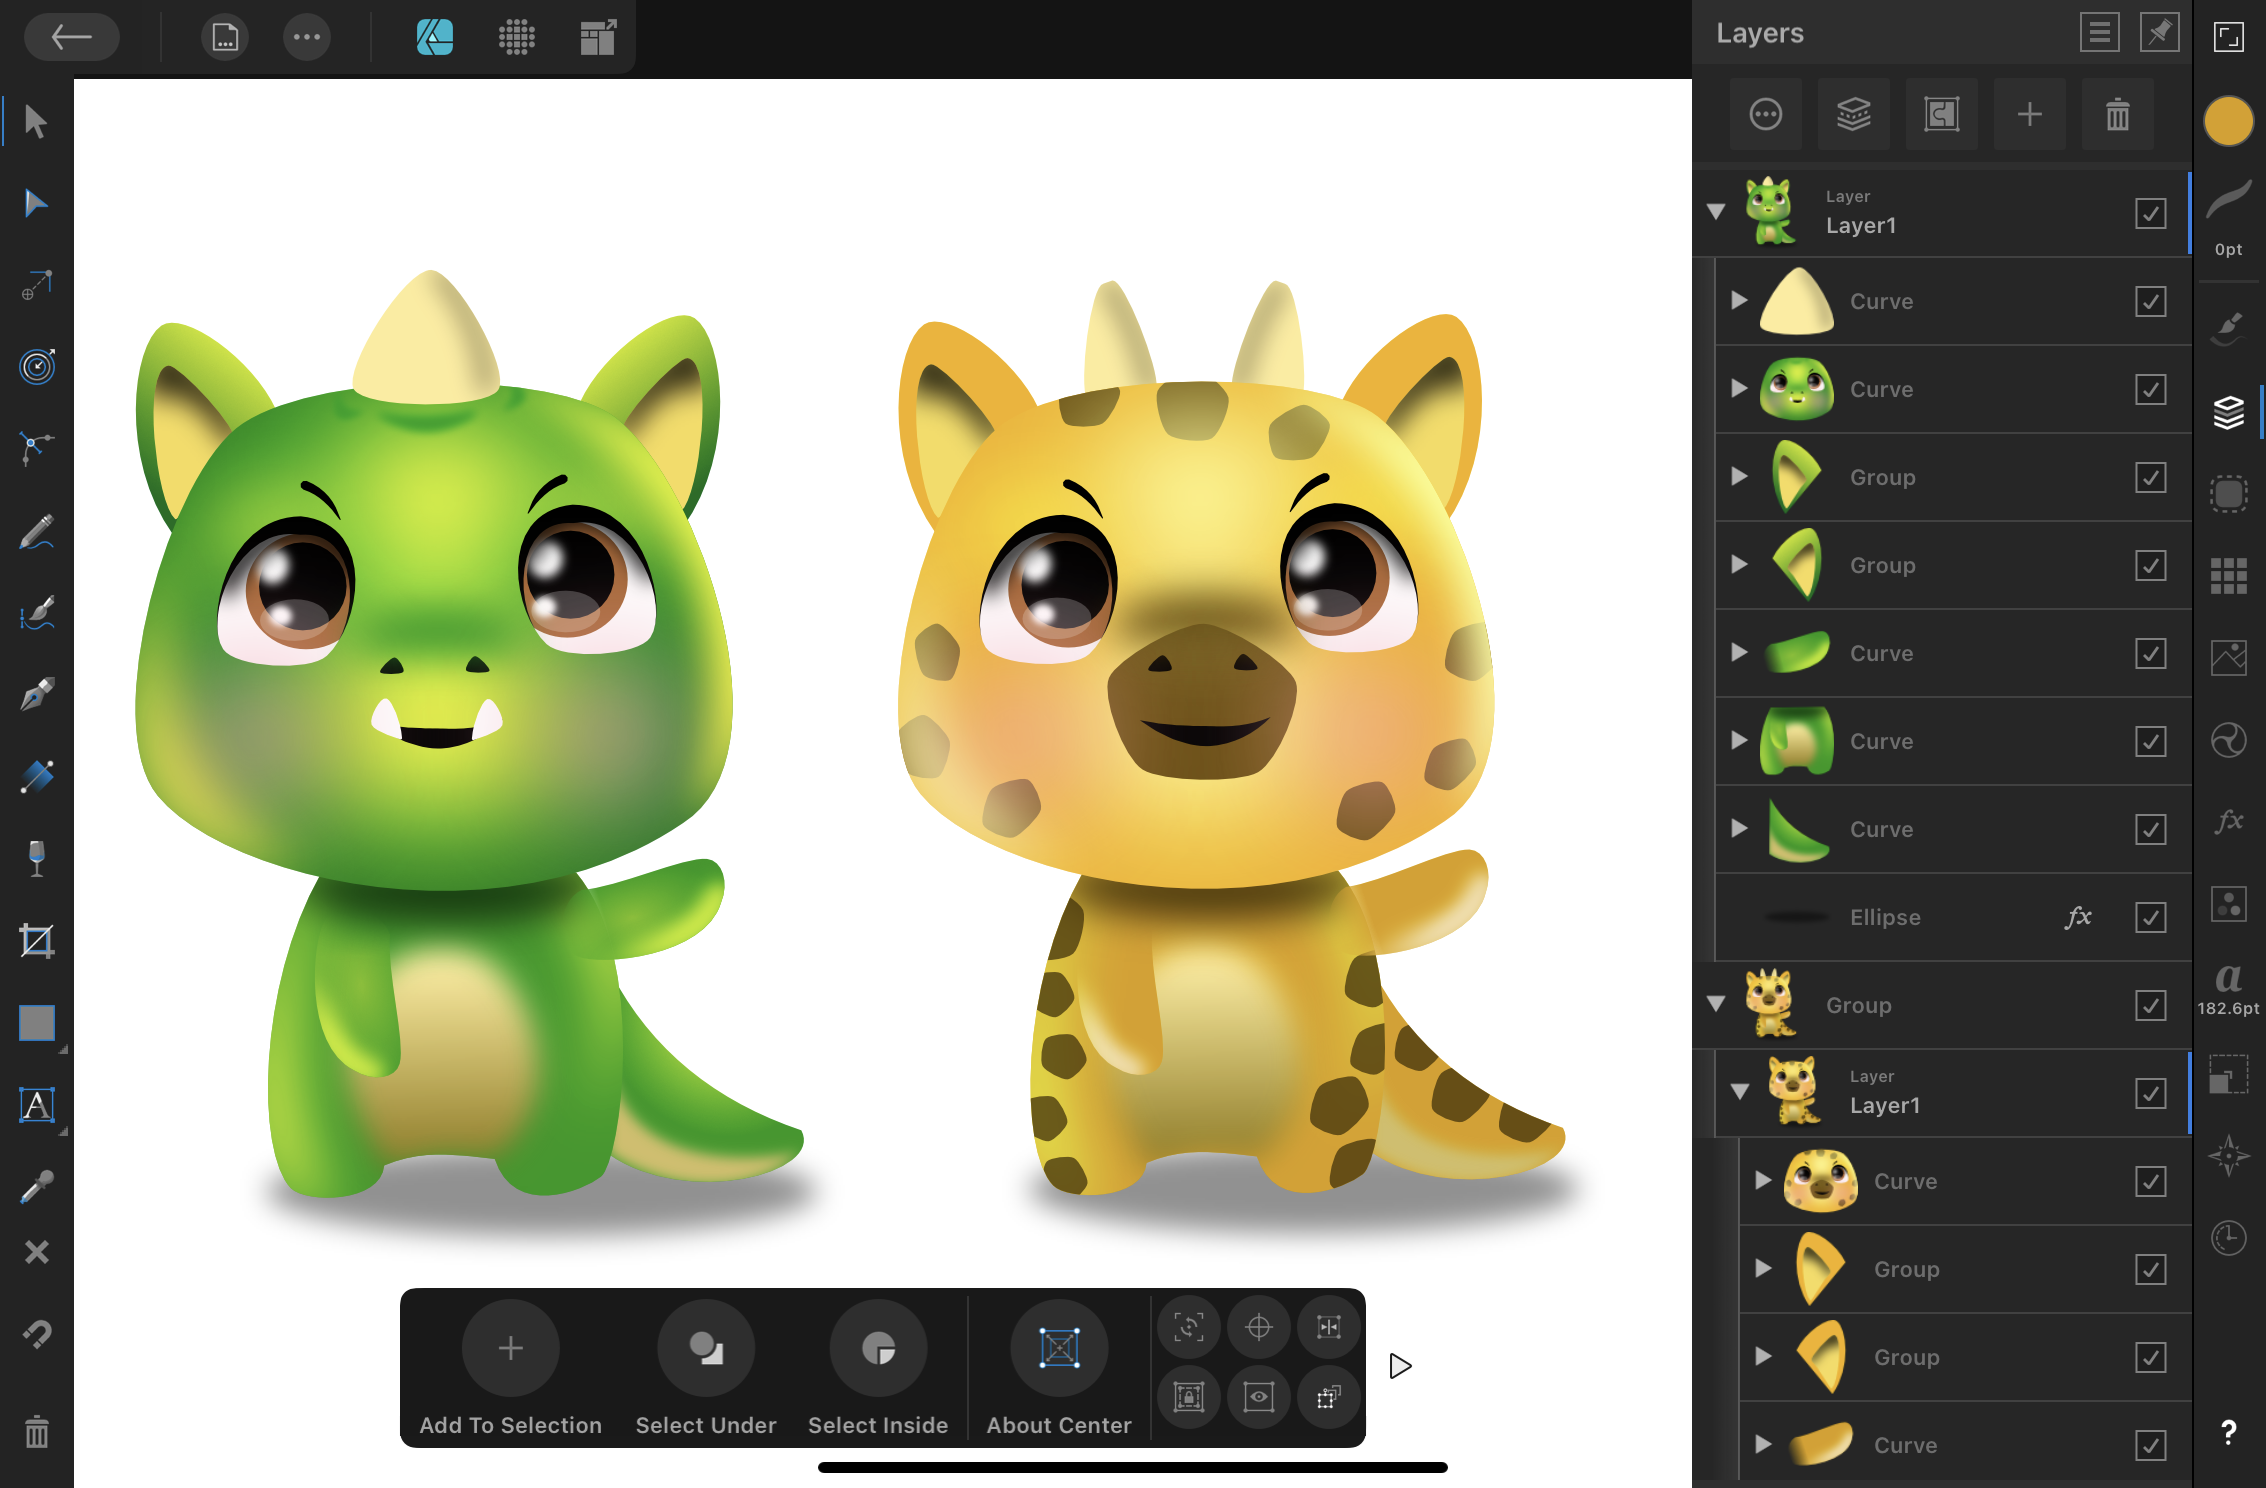 Layers
Layer
Layer1
0pt
Curve
Curve
Group
Group
Curve
Curve
Curve
Ellipse
fx
fx
Group
a
182.6pt
Layer
Layer1
Curve
Group
Group
Curve
A
Add To Selection
Select Under
Select Inside
About Center
?